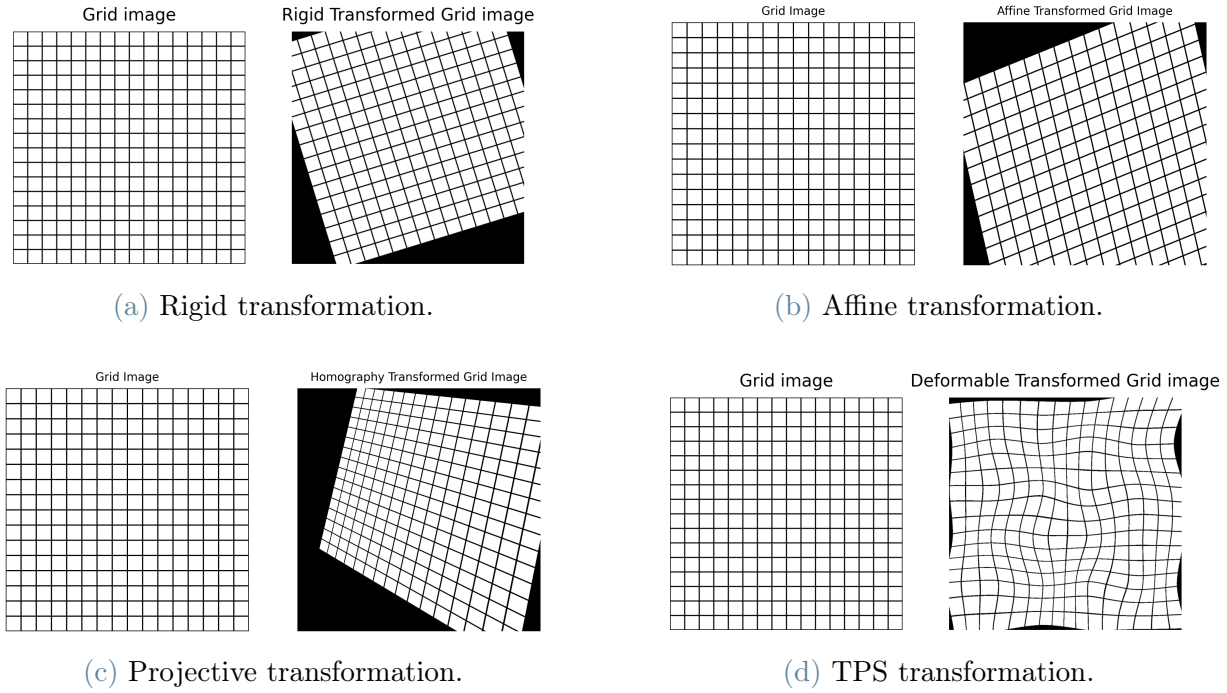 Grid image
Rigid Transformed Grid image
Grid Image
Affine Transformed Grid Image
(a) Rigid transformation.
(b) Affine transformation.
Grid Image
Homography Transformed Grid Image
Grid image
Deformable Transformed Grid image
(c) Projective transformation.
(d) TPS transformation.